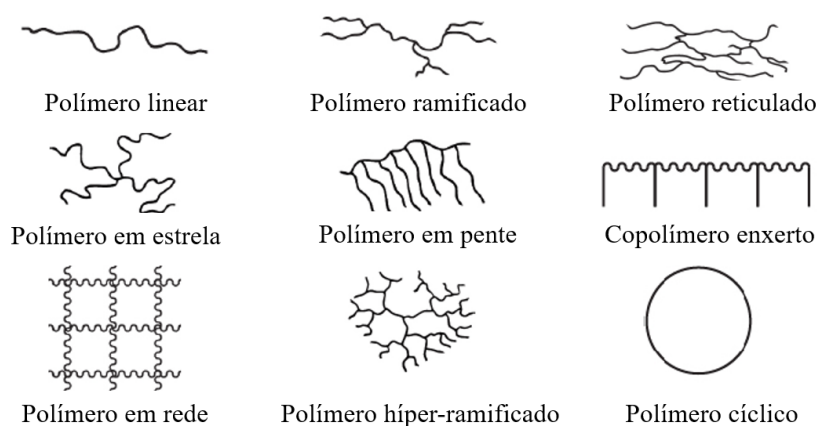 Polímero linear
Polímero ramificado
Polímero reticulado
Polímero em estrela
Polímero em pente
Copolímero enxerto
Polímero em rede
Polímero híper-ramificado
Polímero cíclico